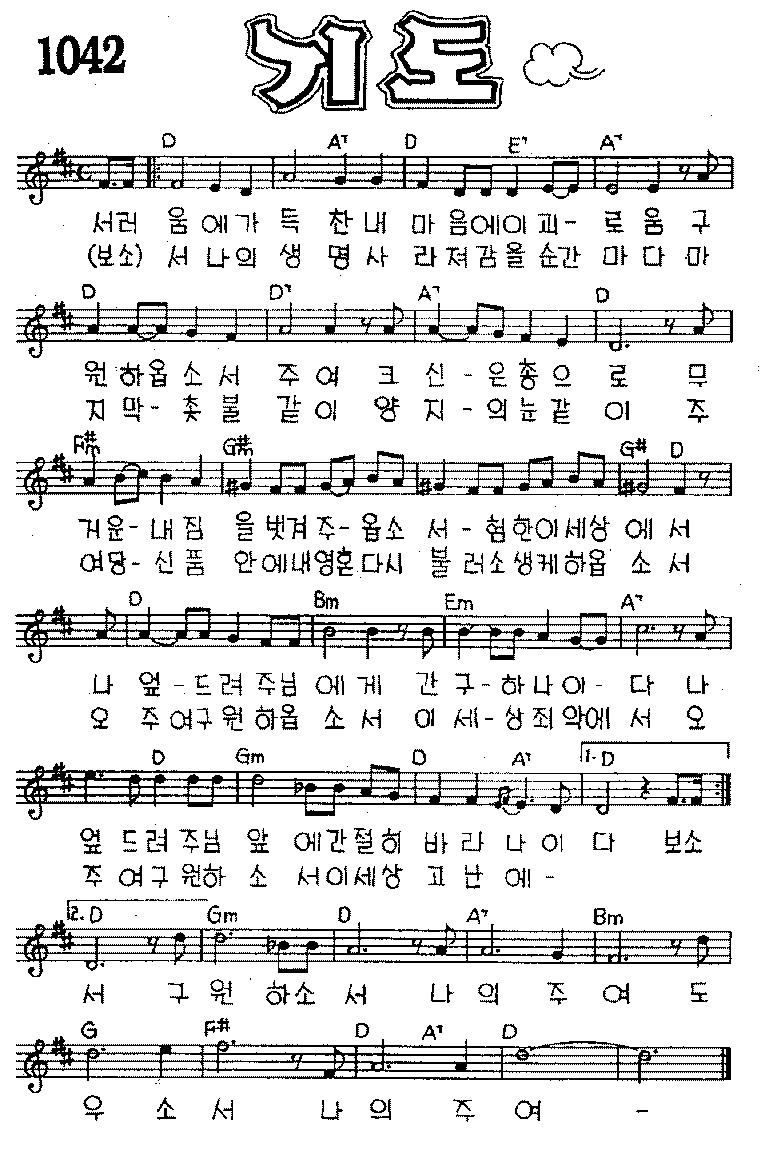 1042 기도
D A7 D E7 A7
서러 움에가 득 찬내 마음에이괴- 로움 구
(보소) 서 나의 생 명사 라져감을 순간 마다 마
D D7 A7 D
원하옵소서 주여 크 신-은총으 로 무
지막-촛불 같이 양 지-의눈같 이 주
F#m G#m G# D
거운-내짐 을벗겨주-옵소 서-험한이세상 에서
여당-신품 안에내영혼다시 불러소생케하옵 소서
D Bm Em A7
나 엎-드려주님 에게 간구-하나이- 다 나
오 주여구원하옵 소서 이세-상죄악에 서 오
D Gm D A7 1. D
엎드려주님 앞 에간절히 바라나이 다 보소
주여구원하 소 서이세상 고난에-
2. D Gm D A7 Bm
서 구 원 하소 서 나 의 주 여 도
G F# D A7 D
우 소 서 나 의 주 여 -